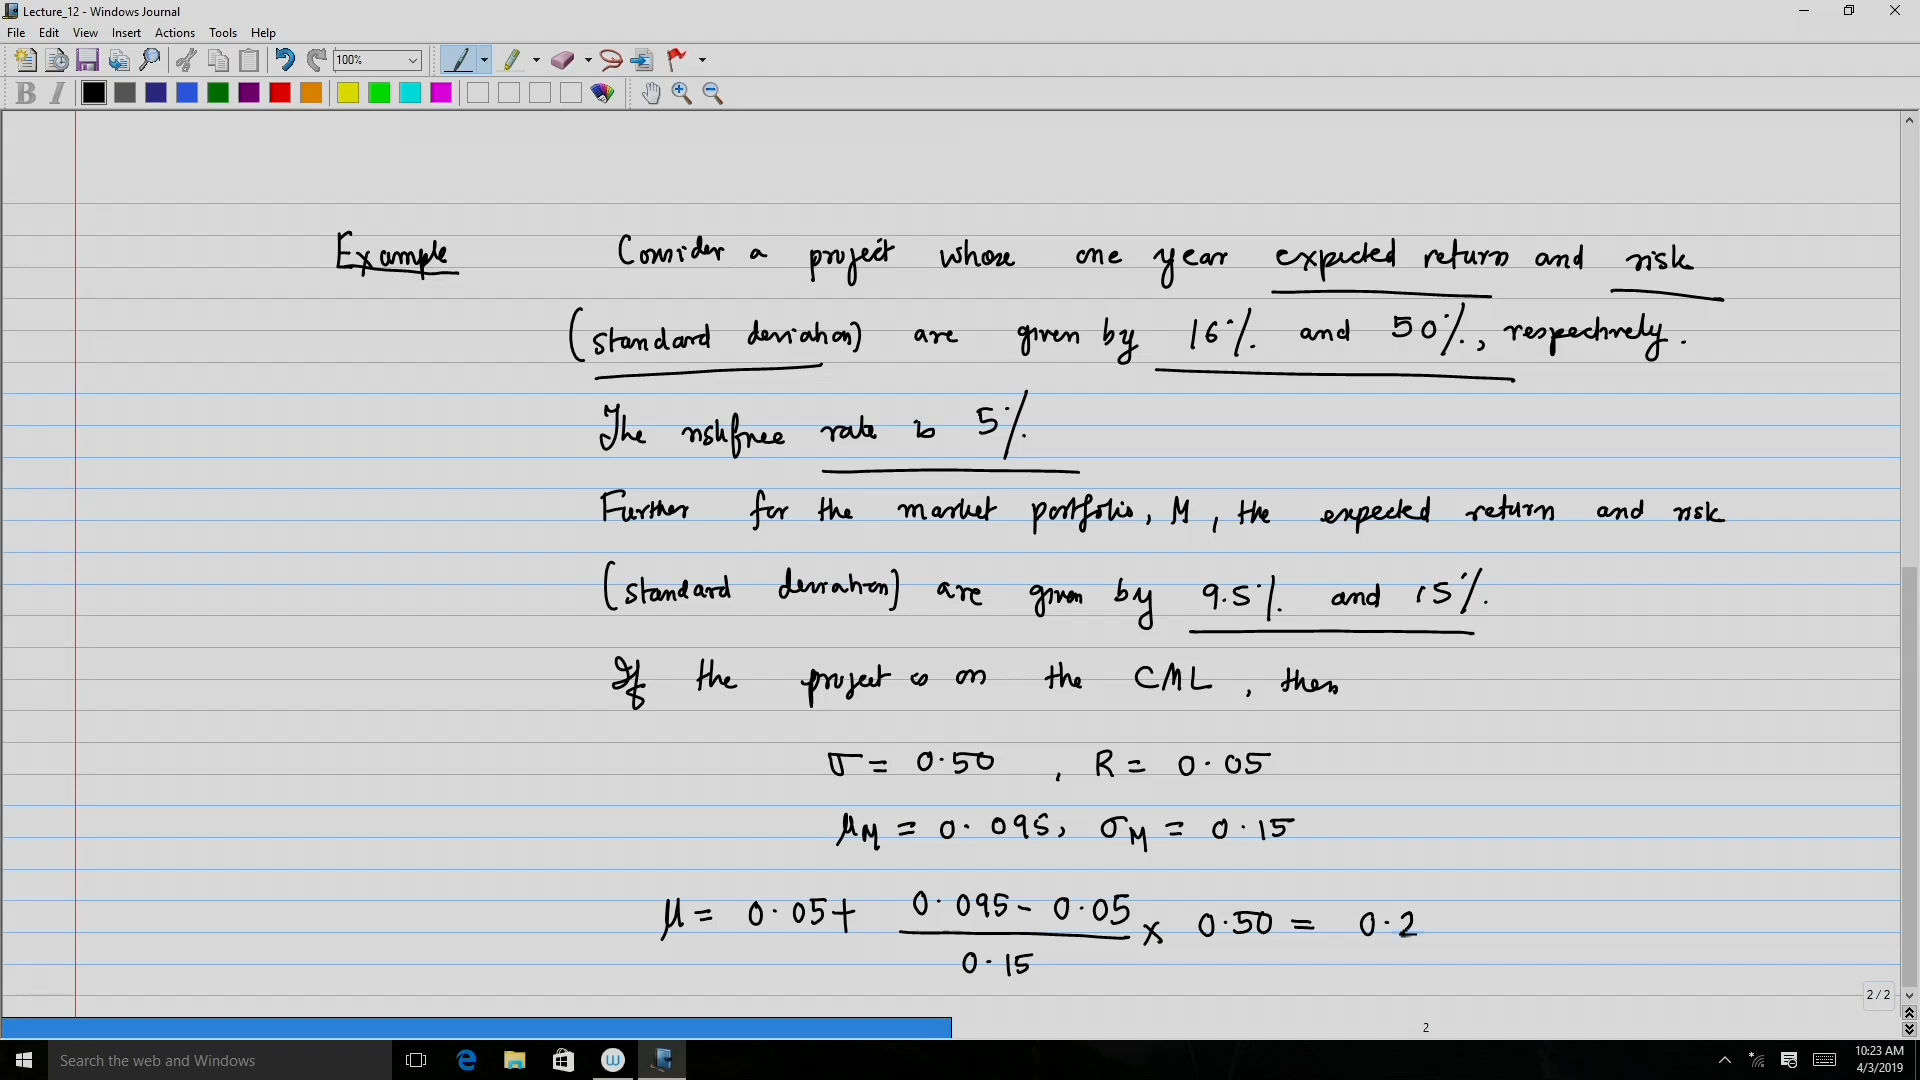 Lecture_12 - Windows Journal
File Edit View Insert Actions Tools Help
100%
B I
Example Consider a project whose one year expected return and risk
(standard deviation) are given by 16% and 50%, respectively.
The riskfree rate is 5%.
Further for the market portfolio, M, the expected return and risk
(standard deviation) are given by 9.5% and 15%.
If the project is on the CML, then
σ = 0.50, R = 0.05
μM = 0.095, σM = 0.15
μ = 0.05 + (0.095 - 0.05)/0.15 × 0.50 = 0.2
2 / 2
2
Search the web and Windows
10:23 AM
4/3/2019